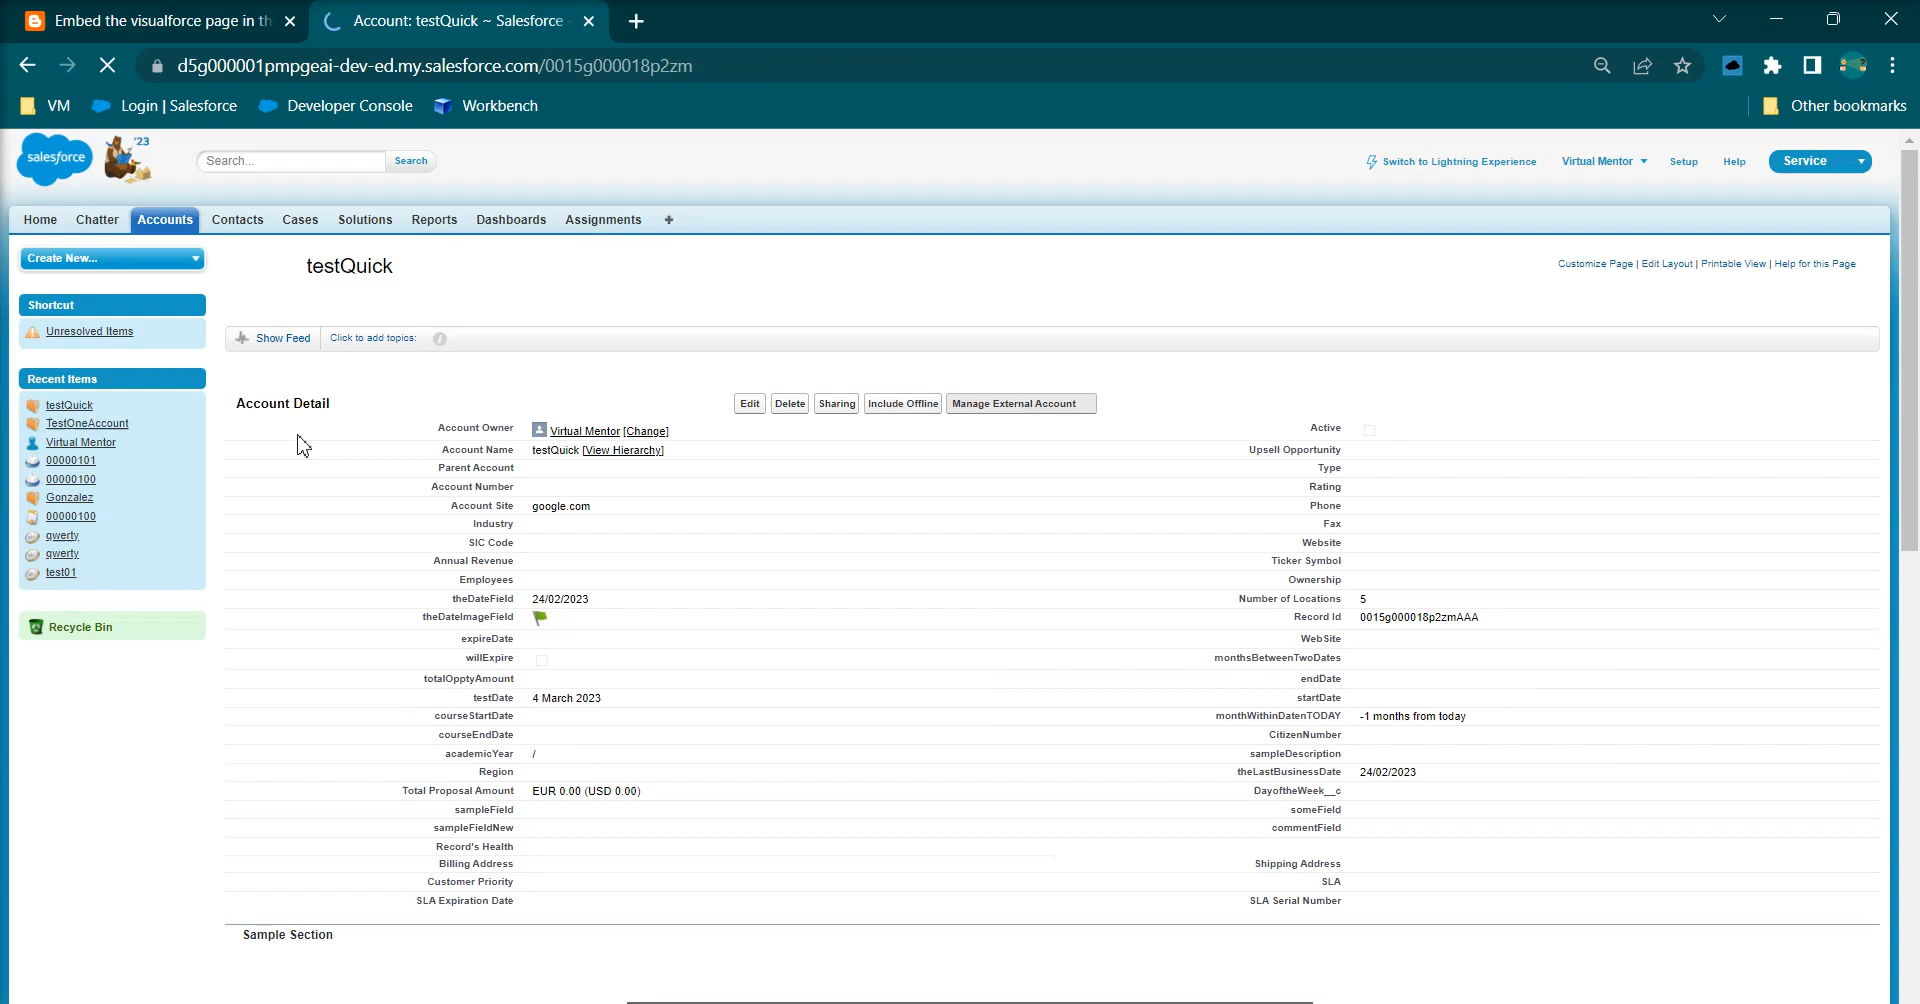 Embed the visualforce page in th
Account: testQuick ~ Salesforce
d5g000001pmpgeai-dev-ed.my.salesforce.com/0015g000018p2zm
VM
Login | Salesforce
Developer Console
Workbench
Other bookmarks
salesforce
'23
Search...
Search
Switch to Lightning Experience
Virtual Mentor
Setup
Help
Service
Home
Chatter
Accounts
Contacts
Cases
Solutions
Reports
Dashboards
Assignments
+
Create New...
Shortcut
Unresolved Items
Recent Items
testQuick
TestOneAccount
Virtual Mentor
00000101
00000100
Gonzalez
00000100
qwerty
qwerty
test01
Recycle Bin
testQuick
Customize Page | Edit Layout | Printable View | Help for this Page
Show Feed
Click to add topics:
Account Detail
Edit
Delete
Sharing
Include Offline
Manage External Account
Account Owner Virtual Mentor [Change]
Active
Account Name testQuick [View Hierarchy]
Upsell Opportunity
Parent Account
Type
Account Number
Rating
Account Site google.com
Phone
Industry
Fax
SIC Code
Website
Annual Revenue
Ticker Symbol
Employees
Ownership
theDateField 24/02/2023
Number of Locations 5
theDateImageField
Record Id 0015g000018p2zmAAA
expireDate
WebSite
willExpire
monthsBetweenTwoDates
totalOpptyAmount
endDate
testDate 4 March 2023
startDate
courseStartDate
monthWithinDatenTODAY -1 months from today
courseEndDate
CitizenNumber
academicYear /
sampleDescription
Region
theLastBusinessDate 24/02/2023
Total Proposal Amount EUR 0.00 (USD 0.00)
DayoftheWeek__c
sampleField
someField
sampleFieldNew
commentField
Record's Health
Billing Address
Shipping Address
Customer Priority
SLA
SLA Expiration Date
SLA Serial Number
Sample Section